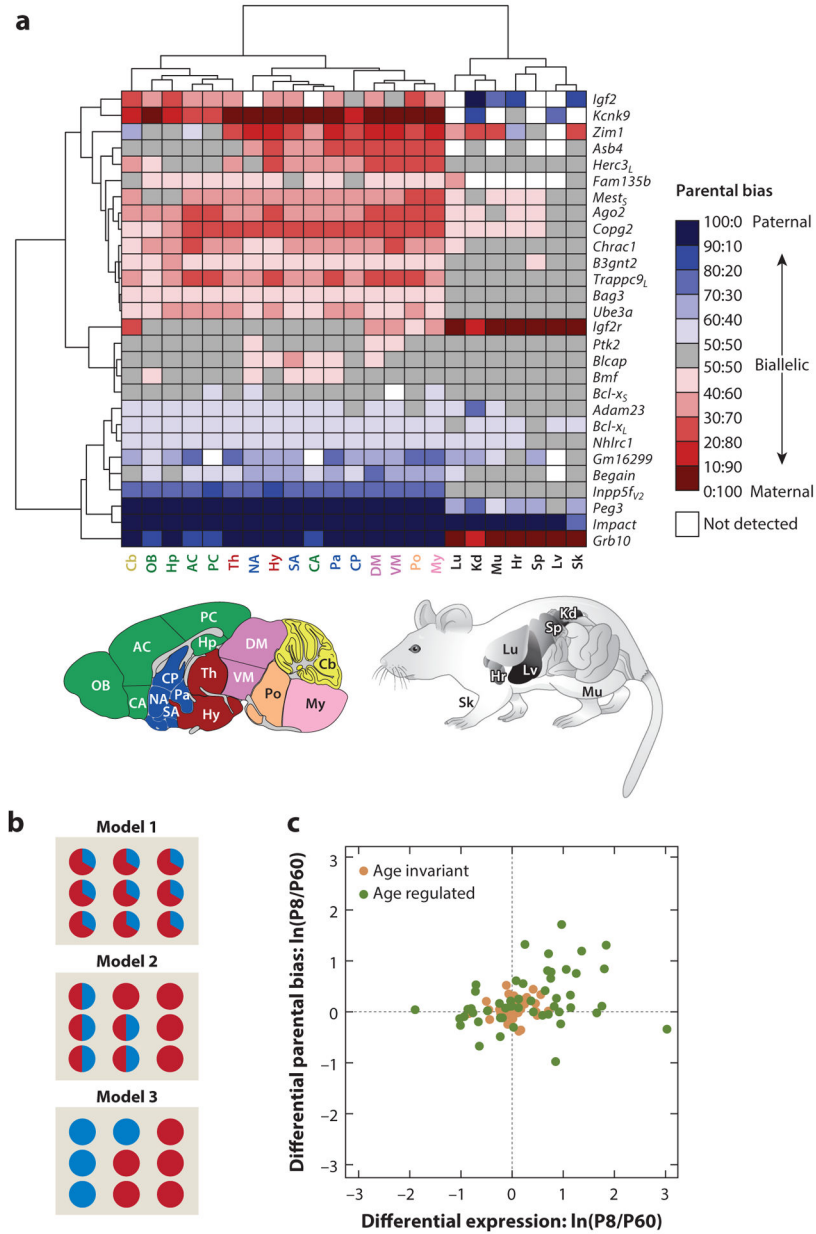 a
Igf2
Kcnk9
Zim1
Asb4
Herc3L
Fam135b
MestS
Ago2
Copg2
Chrac1
B3gnt2
Trappc9L
Bag3
Ube3a
Igf2r
Ptk2
Blcap
Bmf
Bcl-xS
Adam23
Bcl-xL
Nhlrc1
Gm16299
Begain
Inpp5fV2
Peg3
Impact
Grb10
Parental bias
100:0 Paternal
90:10
80:20
70:30
60:40
50:50
50:50 Biallelic
40:60
30:70
20:80
10:90
0:100 Maternal
Not detected
Cb OB Hp AC PC Th NA Hy SA CA Pa CP DM VM Po My Lu Kd Mu Hr Sp Lv Sk
PC
AC
Hp
DM
CP
Th
Cb
OB
VM
CA
NA
Pa
Po
SA
Hy
My
Kd
Sp
Lu
Lv
Hr
Sk
Mu
b
Model 1
Model 2
Model 3
c
Age invariant
Age regulated
Differential parental bias: ln(P8/P60)
3
2
1
0
−1
−2
−3
−3 −2 −1 0 1 2 3
Differential expression: ln(P8/P60)